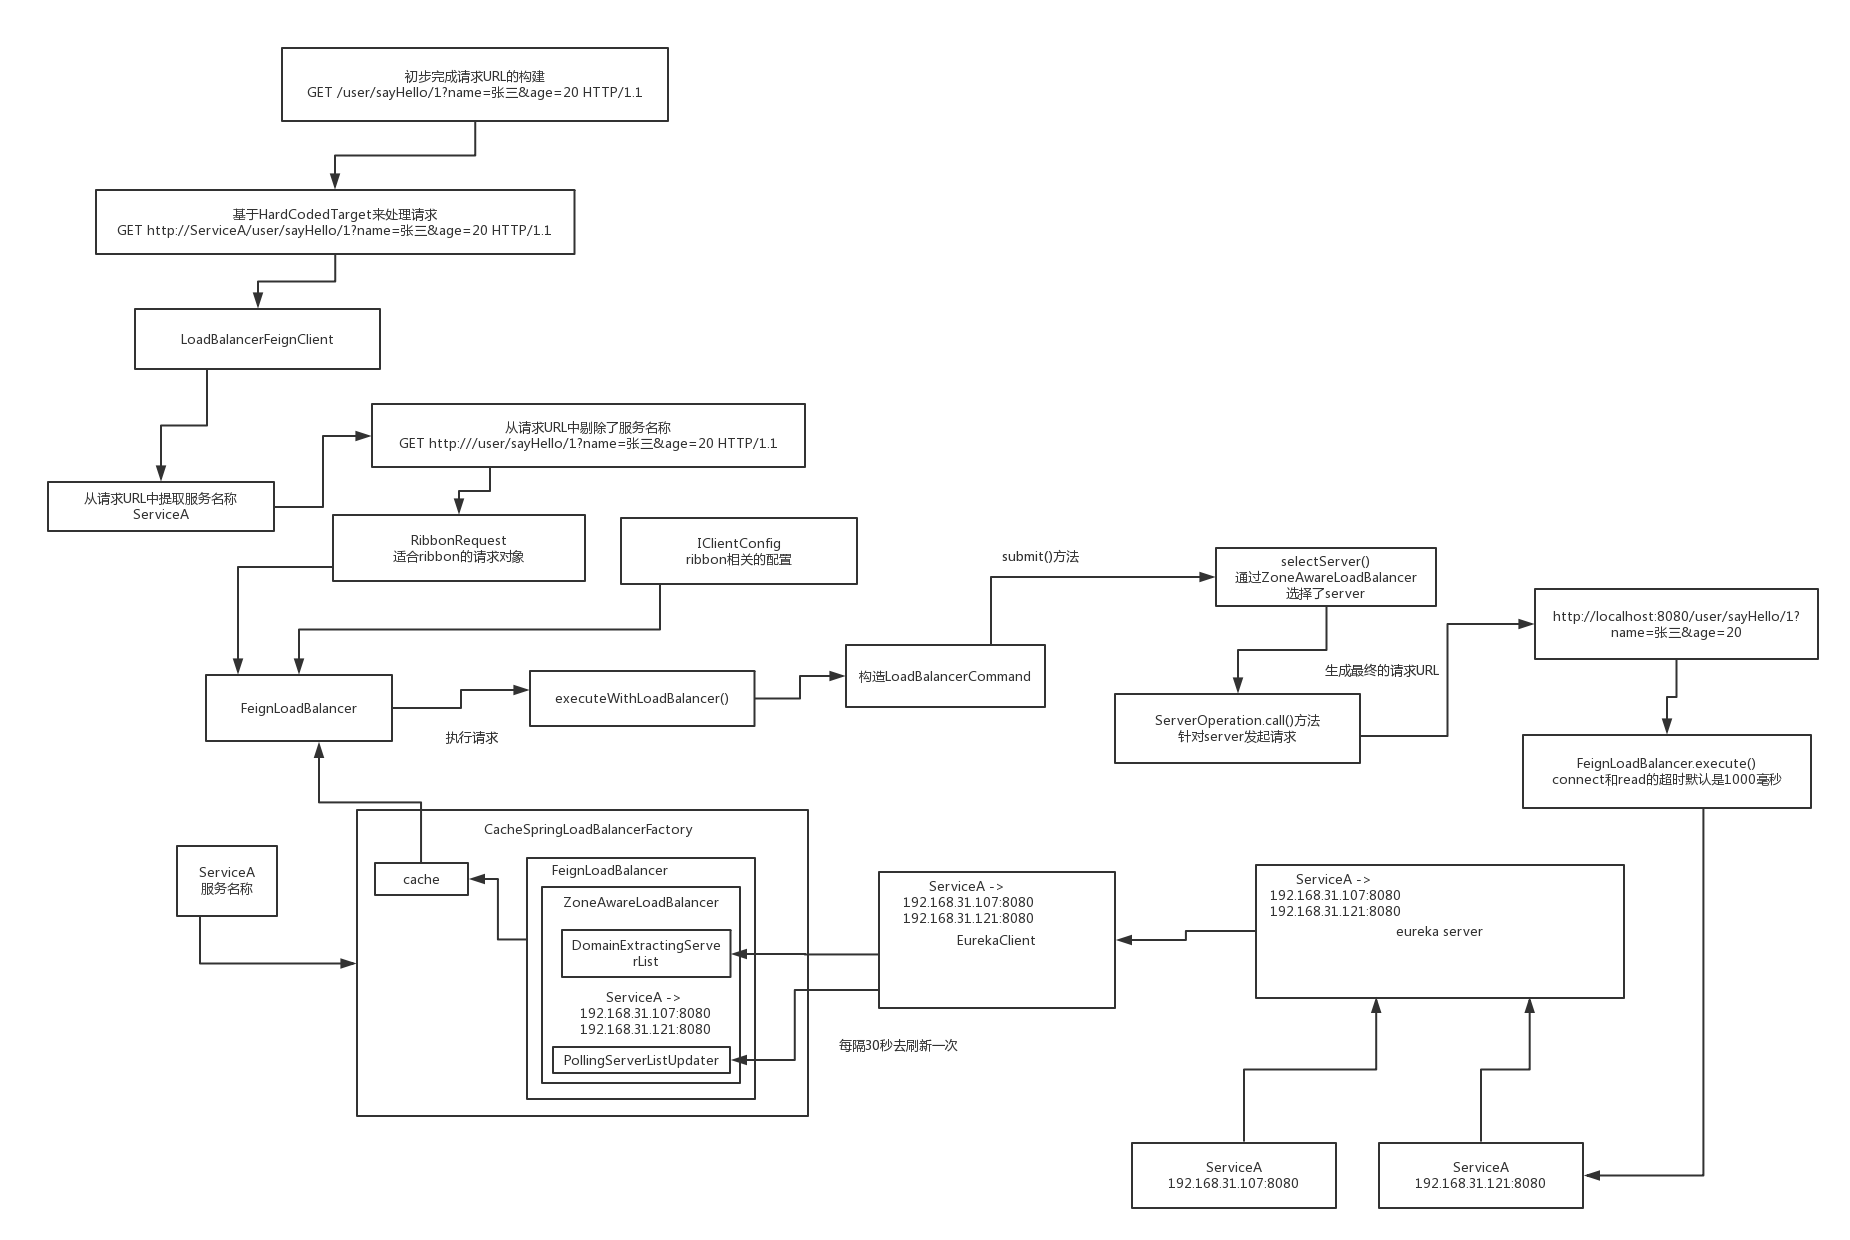 初步完成请求URL的构建
GET /user/sayHello/1?name=张三&age=20 HTTP/1.1
基于HardCodedTarget来处理请求
GET http://ServiceA/user/sayHello/1?name=张三&age=20 HTTP/1.1
LoadBalancerFeignClient
从请求URL中剔除了服务名称
GET http:///user/sayHello/1?name=张三&age=20 HTTP/1.1
从请求URL中提取服务名称
ServiceA
RibbonRequest
适合ribbon的请求对象
IClientConfig
ribbon相关的配置
submit()方法
selectServer()
通过ZoneAwareLoadBalancer
选择了server
http://localhost:8080/user/sayHello/1?
name=张三&age=20
生成最终的请求URL
FeignLoadBalancer
执行请求
executeWithLoadBalancer()
构造LoadBalancerCommand
ServerOperation.call()方法
针对server发起请求
FeignLoadBalancer.execute()
connect和read的超时默认是1000毫秒
ServiceA
服务名称
CacheSpringLoadBalancerFactory
cache
FeignLoadBalancer
ZoneAwareLoadBalancer
DomainExtractingServe
rList
ServiceA ->
192.168.31.107:8080
192.168.31.121:8080
PollingServerListUpdater
ServiceA ->
192.168.31.107:8080
192.168.31.121:8080
EurekaClient
每隔30秒去刷新一次
ServiceA ->
192.168.31.107:8080
192.168.31.121:8080
eureka server
ServiceA
192.168.31.107:8080
ServiceA
192.168.31.121:8080